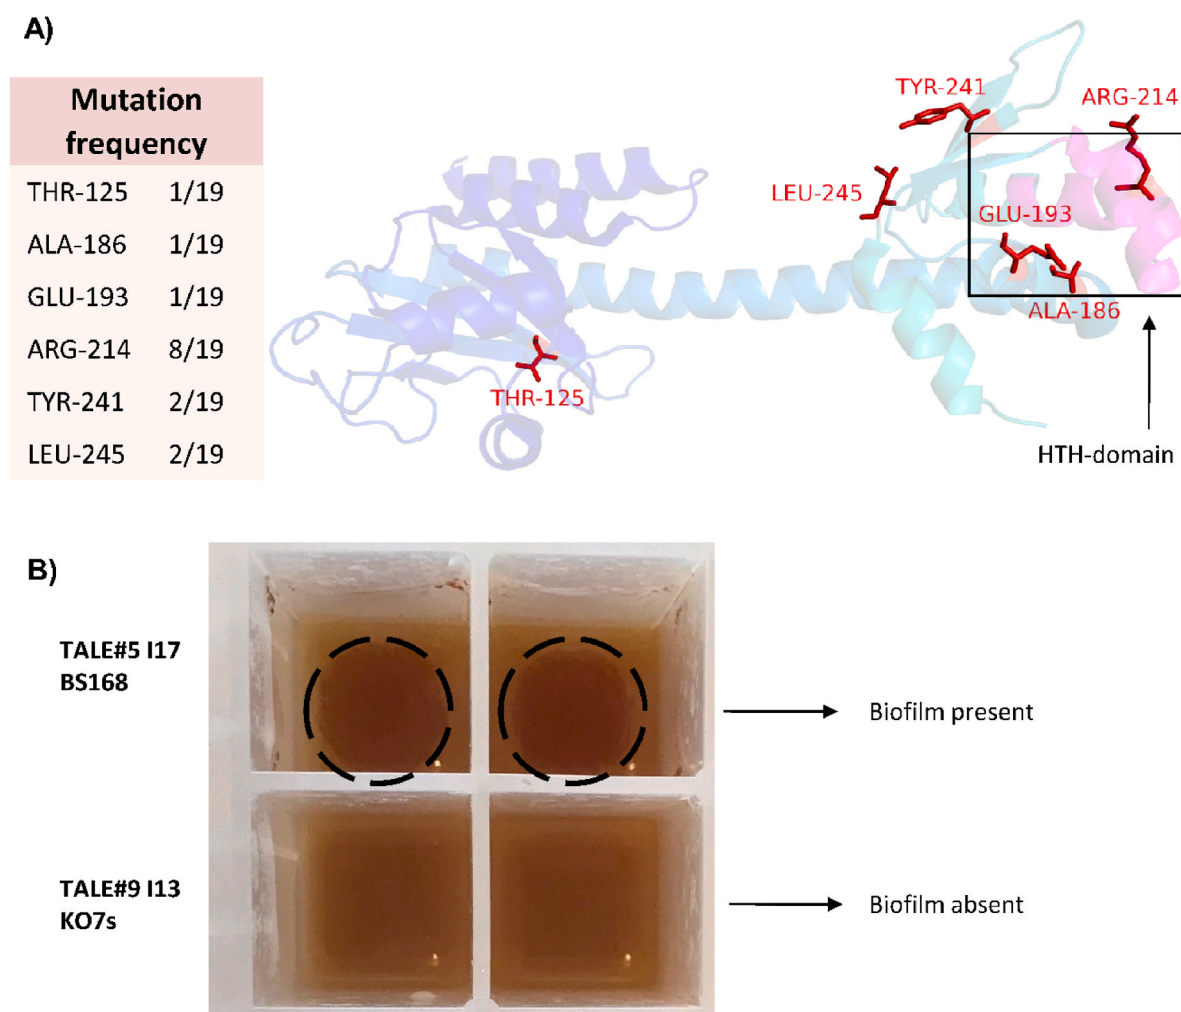 A)
Mutation
frequency
THR-125 1/19
ALA-186 1/19
GLU-193 1/19
ARG-214 8/19
TYR-241 2/19
LEU-245 2/19
TYR-241
ARG-214
LEU-245
GLU-193
ALA-186
THR-125
HTH-domain
B)
TALE#5 I17
BS168
Biofilm present
TALE#9 I13
KO7s
Biofilm absent